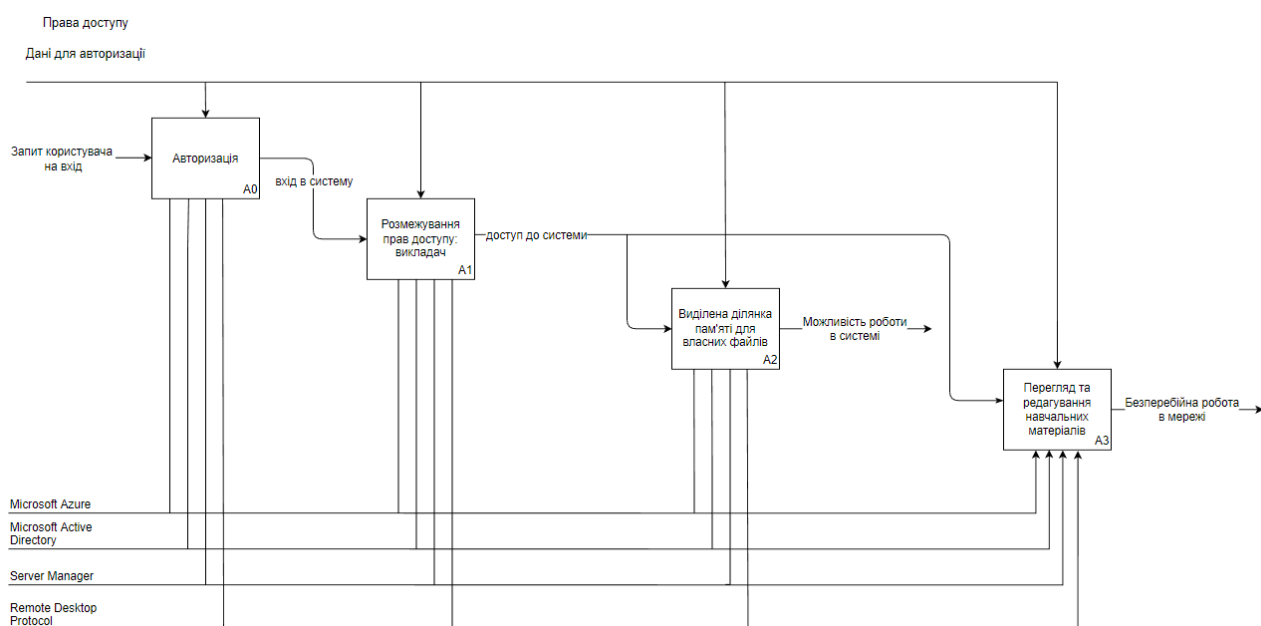 Права доступу
Дані для авторизації
Запит користувача
на вхід
Авторизація
A0
вхід в систему
Розмежування
прав доступу:
викладач
A1
доступ до системи
Виділена ділянка
пам'яті для
власних файлів
A2
Можливість роботи
в системі
Перегляд та
редагування
навчальних
матеріалів
A3
Безперебійна робота
в мережі
Microsoft Azure
Microsoft Active
Directory
Server Manager
Remote Desktop
Protocol